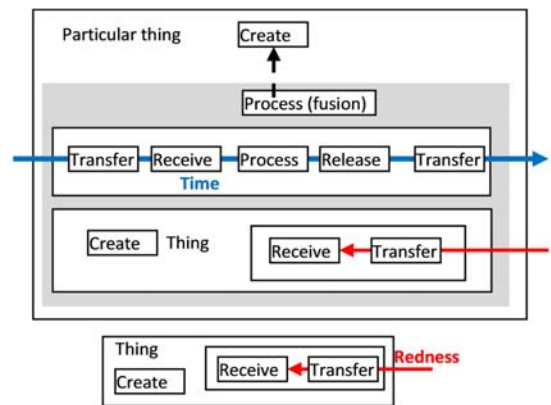 Particular thing
Create
Process (fusion)
Transfer Receive Process Release Transfer
Time
Create Thing
Receive Transfer
Thing
Create
Receive Transfer
Redness